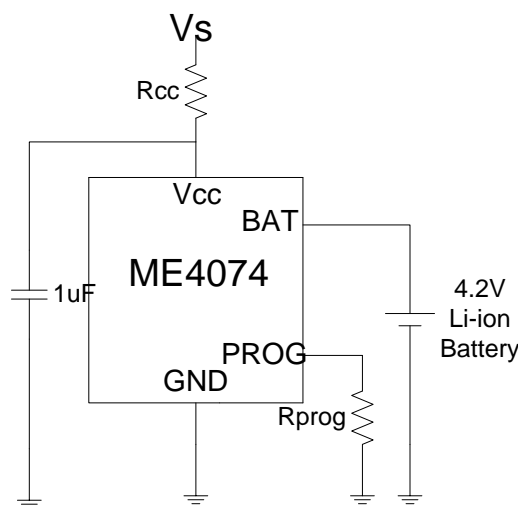 Vs
Rcc
Vcc
BAT
ME4074
1uF
4.2V
Li-ion
Battery
PROG
GND
Rprog